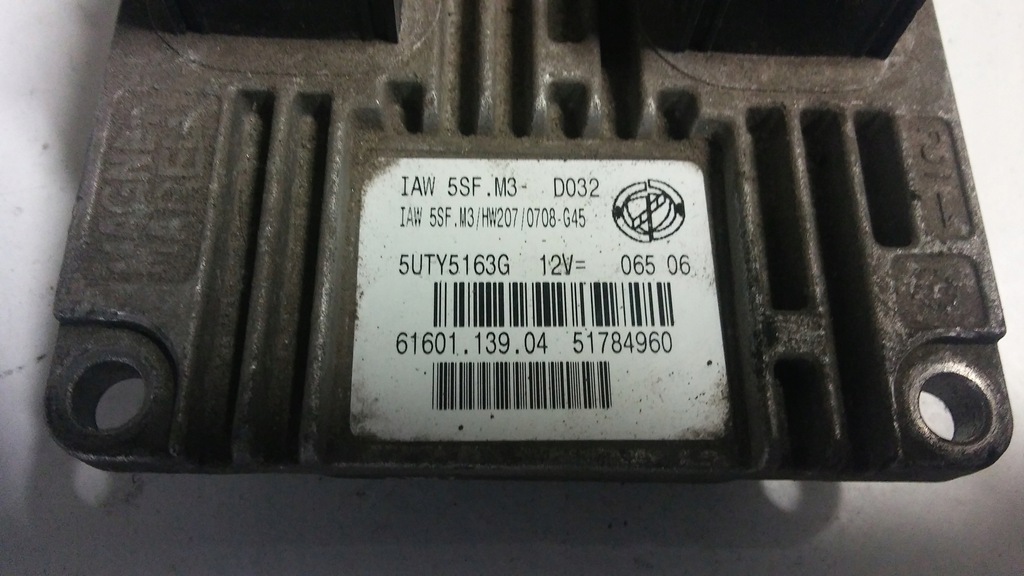 IAW 5SF.M3- D032
IAW 5SF.M3/HW207/0708-G45
5UTY5163G 12V= 065 06
61601.139.04 51784960